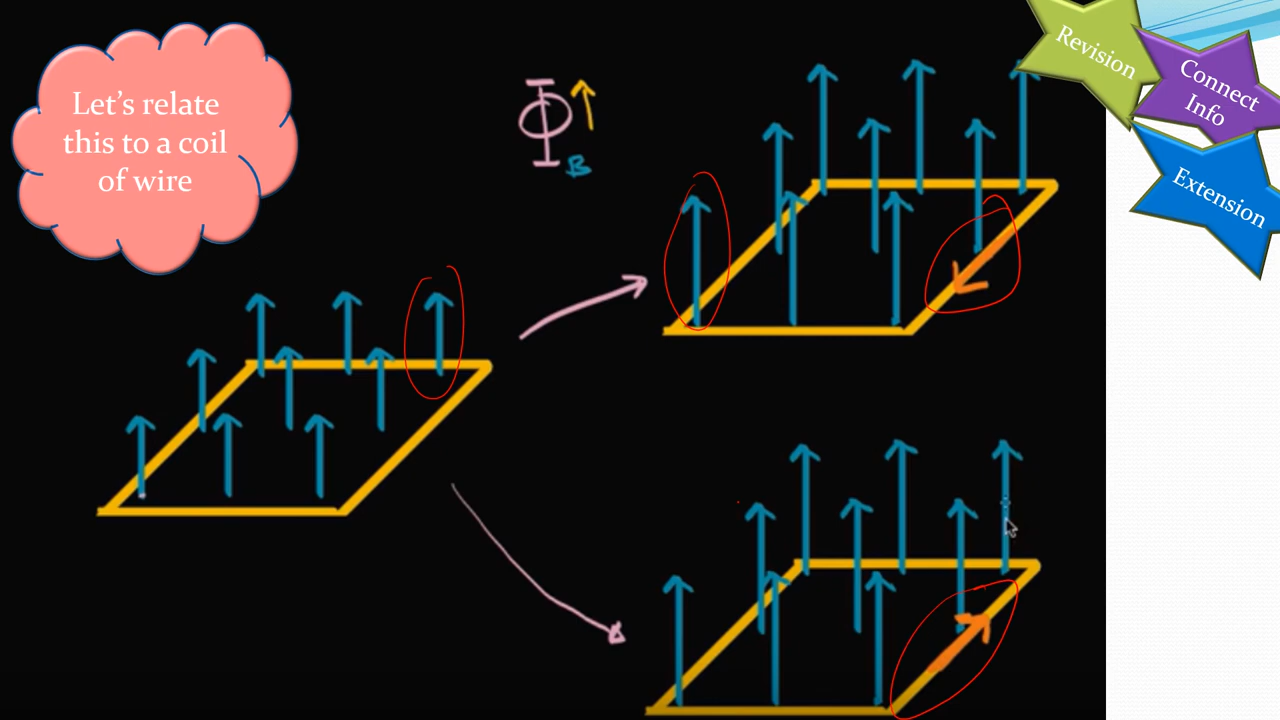 Let’s relate
this to a coil
of wire
Φ
B
Revision
Connect
Info
Extension